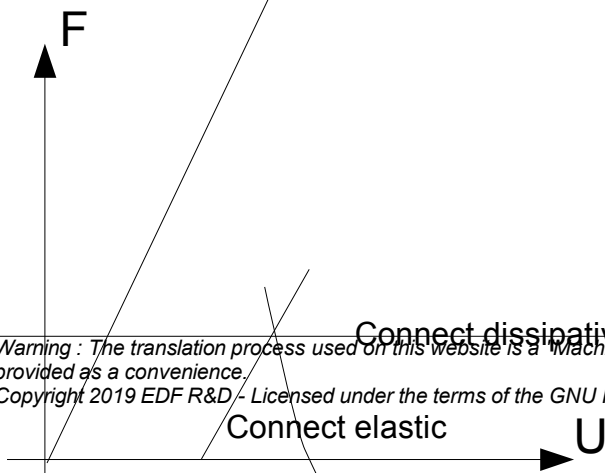 F
Connect dissipativ
Warning : The translation process used on this website is a "Mach
provided as a convenience.
Copyright 2019 EDF R&D - Licensed under the terms of the GNU
Connect elastic
U